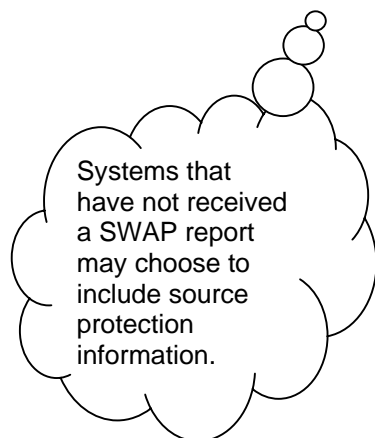 Systems that
have not received
a SWAP report
may choose to
include source
protection
information.